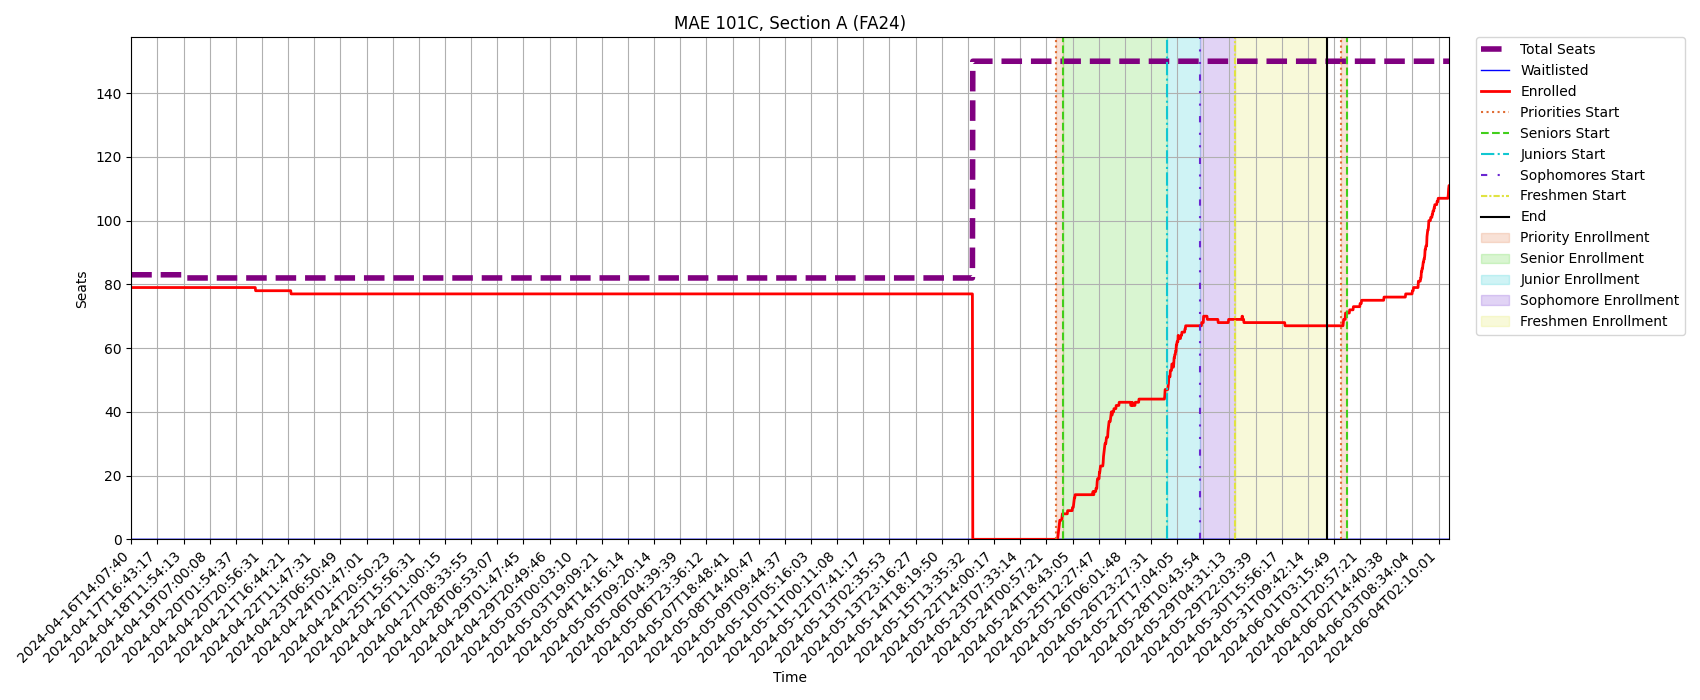 MAE 101C, Section A (FA24)
Seats
140
120
100
80
60
40
20
0
2024-04-16T14:07:40
2024-04-17T16:43:17
2024-04-18T11:54:13
2024-04-19T07:00:08
2024-04-20T01:54:37
2024-04-20T20:56:31
2024-04-21T16:44:21
2024-04-22T11:47:31
2024-04-23T06:50:49
2024-04-24T01:47:01
2024-04-24T20:50:23
2024-04-25T15:56:31
2024-04-26T11:00:15
2024-04-27T08:33:55
2024-04-28T06:53:07
2024-04-29T01:47:45
2024-04-29T20:49:46
2024-05-03T00:03:10
2024-05-03T19:09:21
2024-05-04T14:16:14
2024-05-05T09:20:14
2024-05-06T04:39:39
2024-05-06T23:36:12
2024-05-07T18:48:41
2024-05-08T14:40:47
2024-05-09T09:44:37
2024-05-10T05:16:03
2024-05-11T00:11:08
2024-05-12T07:41:17
2024-05-13T02:35:53
2024-05-13T23:16:27
2024-05-14T18:19:50
2024-05-15T13:35:32
2024-05-22T14:00:17
2024-05-23T07:33:14
2024-05-24T00:57:21
2024-05-24T18:43:05
2024-05-25T12:27:47
2024-05-26T06:01:48
2024-05-26T23:27:31
2024-05-27T17:04:05
2024-05-28T10:43:54
2024-05-29T04:31:13
2024-05-29T22:03:39
2024-05-30T15:56:17
2024-05-31T09:42:14
2024-06-01T03:15:49
2024-06-01T20:57:21
2024-06-02T14:40:38
2024-06-03T08:34:04
2024-06-04T02:10:01
Time
Total Seats
Waitlisted
Enrolled
Priorities Start
Seniors Start
Juniors Start
Sophomores Start
Freshmen Start
End
Priority Enrollment
Senior Enrollment
Junior Enrollment
Sophomore Enrollment
Freshmen Enrollment